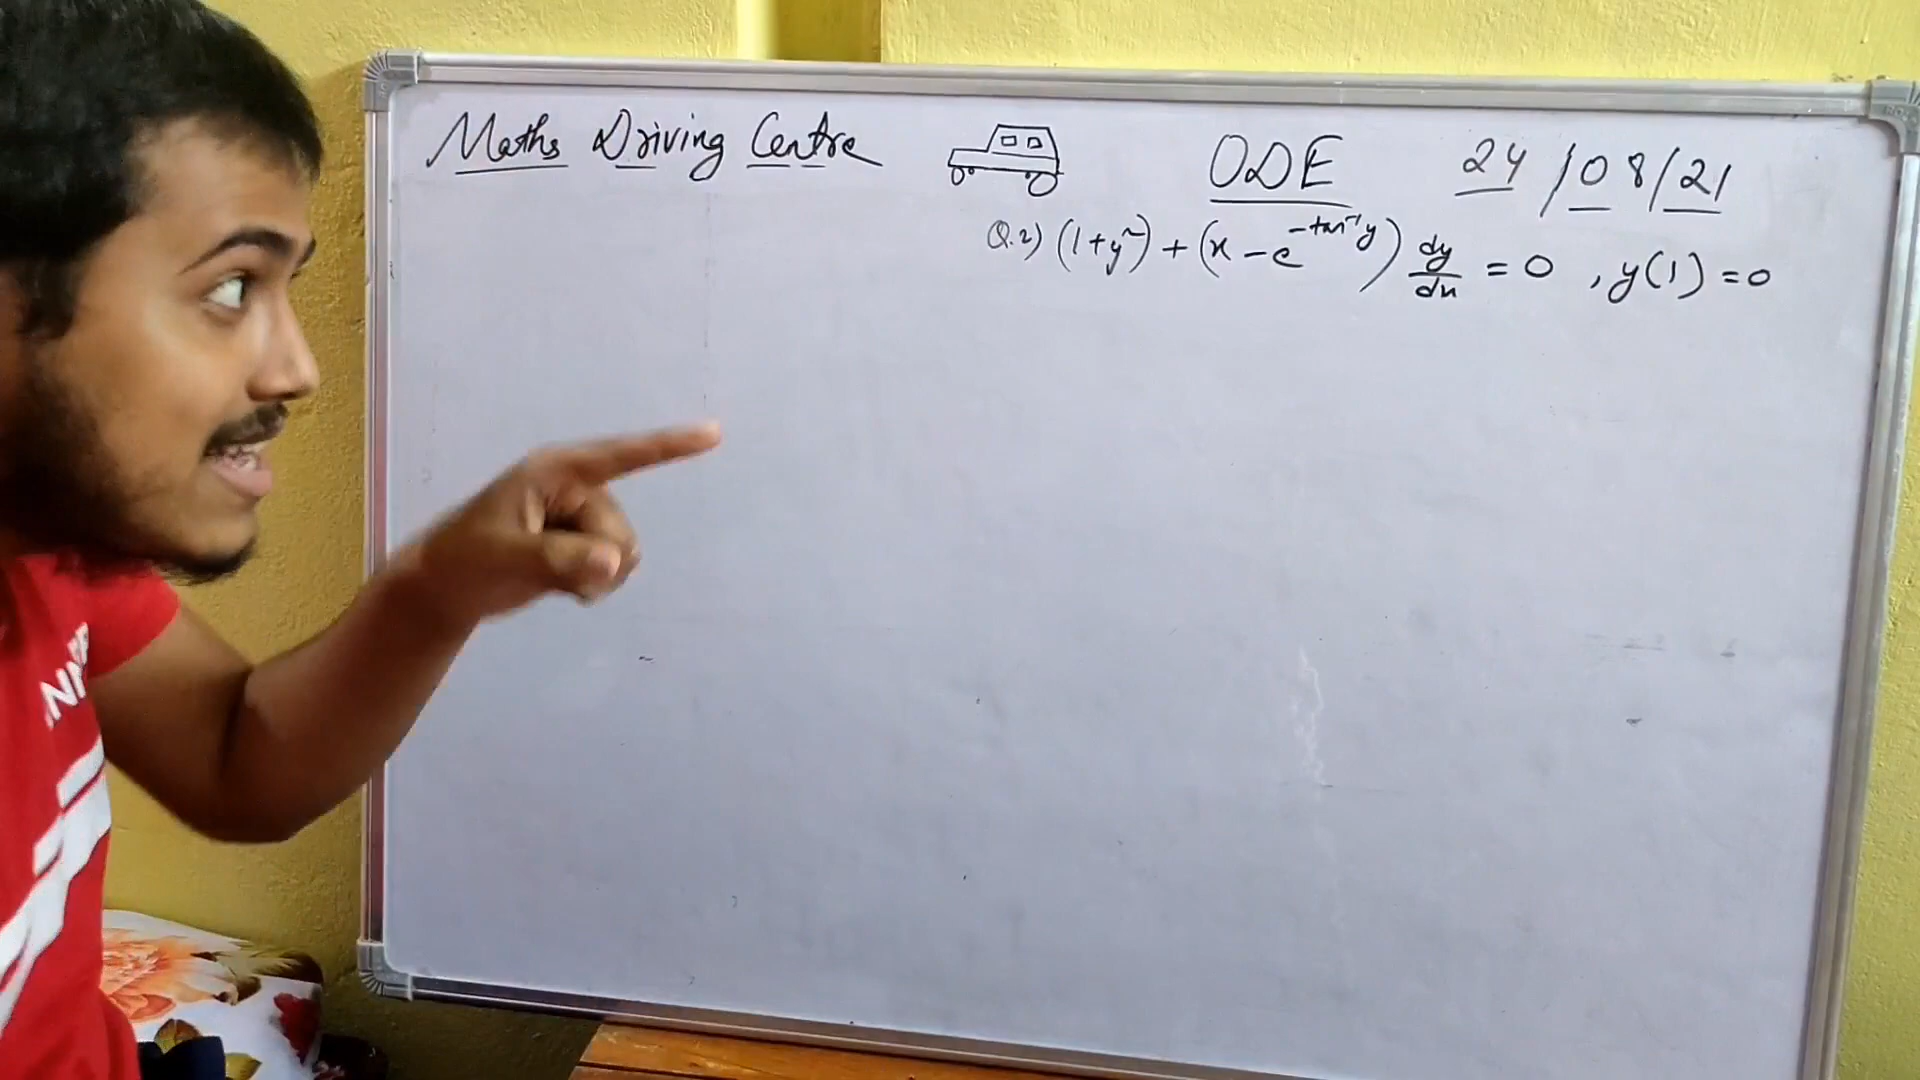 Maths Driving Centre ODE 24/08/21
Q.2) (1+y²) + (x - e^{-tan⁻¹y}) dy/dx = 0 , y(1) = 0